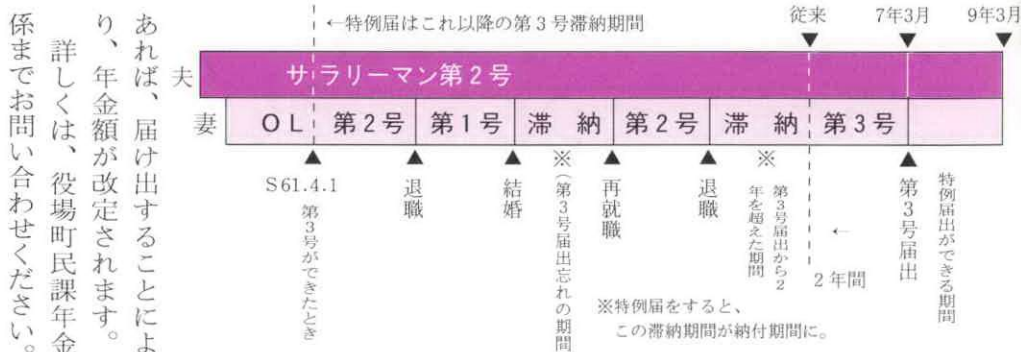 ←特例届はこれ以降の第3号滞納期間
従来
7年3月
9年3月
夫
サラリーマン第2号
妻
OL
第2号
第1号
滞 納
第2号
滞 納
第3号
S61.4.1
第3号ができたとき
退職
結婚
※(第3号届出忘れの期間
再就職
退職
※
第3号届出から2
年を超えた期間
←
2年間
第3号届出
特例届出ができる期間
※特例届をすると、
この滞納期間が納付期間に。
あれば、届け出することによ
り、年金額が改定されます。
詳しくは、役場町民課年金
係までお問い合わせください。